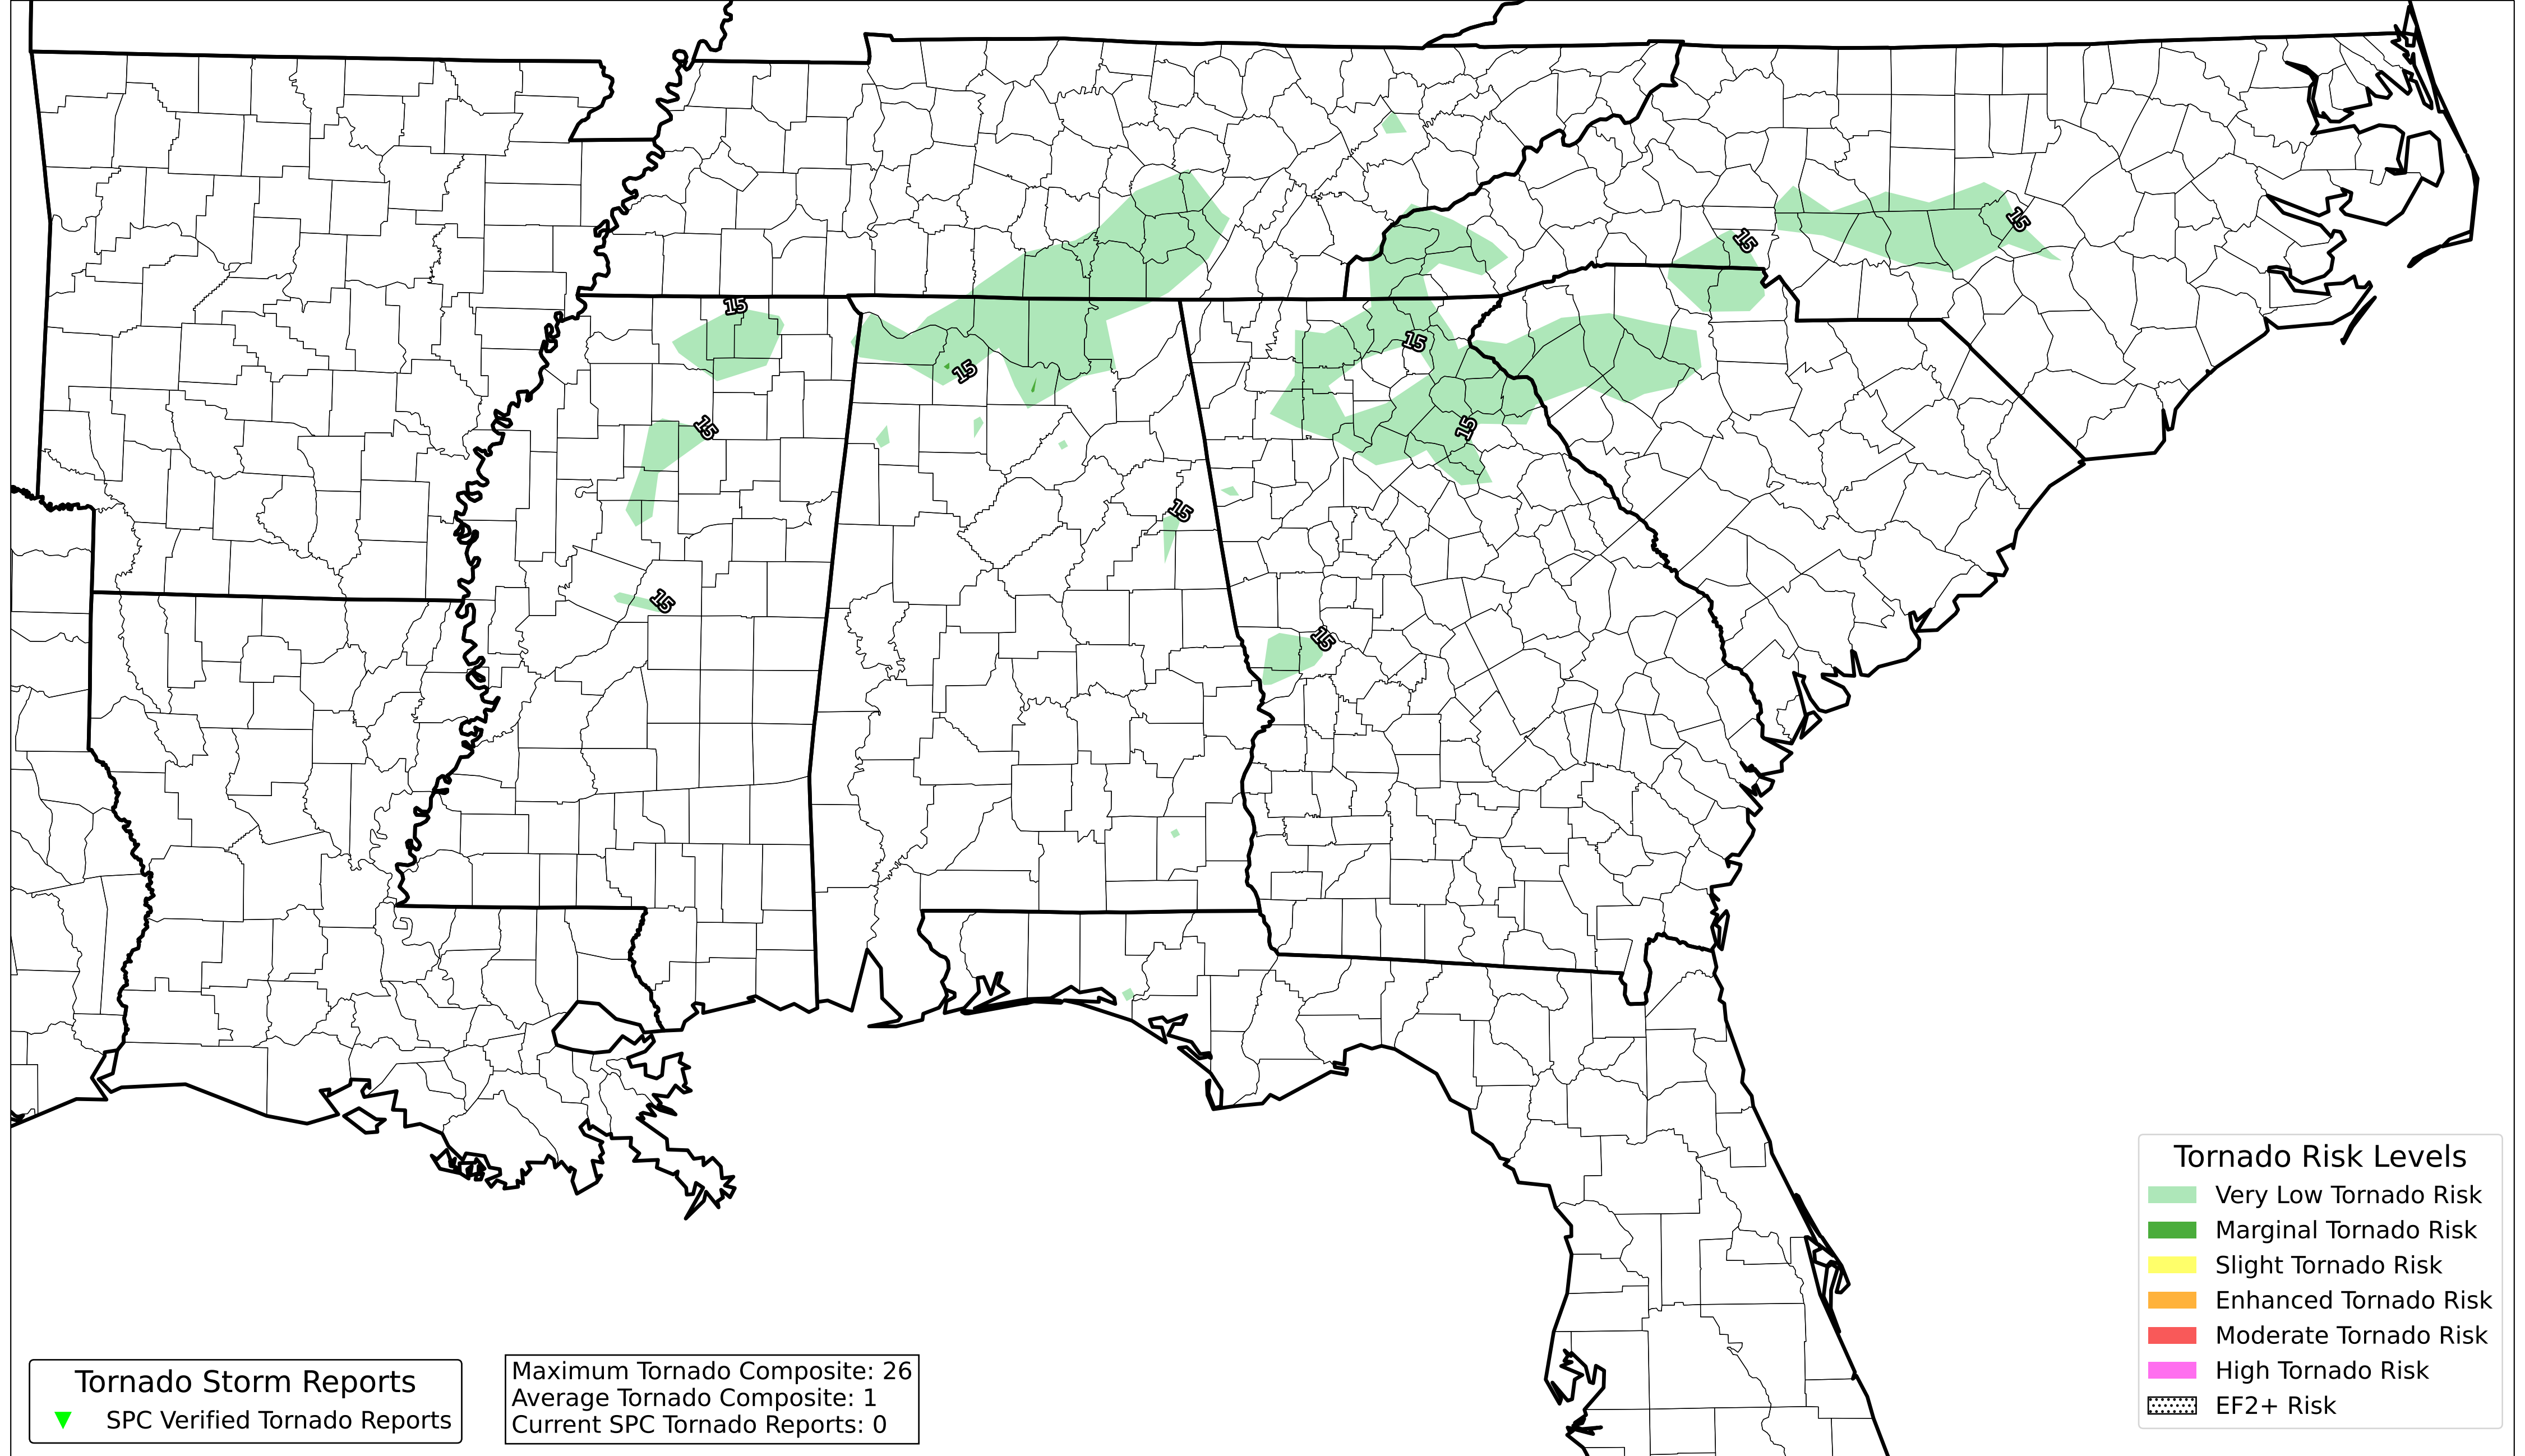 15
15
15
15
15
15
15
15
15
15
15
Tornado Risk Levels
Very Low Tornado Risk
Marginal Tornado Risk
Slight Tornado Risk
Enhanced Tornado Risk
Moderate Tornado Risk
High Tornado Risk
EF2+ Risk
Tornado Storm Reports
SPC Verified Tornado Reports
Maximum Tornado Composite: 26
Average Tornado Composite: 1
Current SPC Tornado Reports: 0